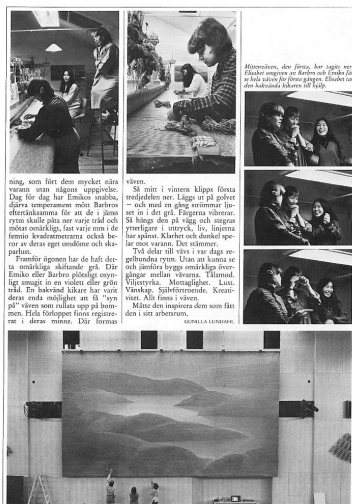 Mittenväven, den första, har tagits ner.
Elisabet omgiven av Barbro och Emiko får
se hela väven för första gången. Elisabet tar
den bakvända kikaren till hjälp.
ning, som fört dem mycket nära
varann utan någons uppgivelse.
Dag för dag har Emikos snabba,
djärva temperament mött Barbros
eftertänksamma för att de i jämn
rytm skulle påta ner varje tråd och
mötas omärkligt, fast varje mm i de
femtio kvadratmetrarna också be-
ror av deras eget omdöme och ska-
parlust.
Framför ögonen har de haft det-
ta omärkliga skiftande grå. Där
Emiko eller Barbro plötsligt osynt-
ligt smugit in en violett eller grön
tråd. En bakvänd kikare har varit
deras enda möjlighet att få "syn
på" väven som rullats upp på bom-
men. Hela förloppet finns registre-
rat i deras minne. Där formas
väven.
Så mitt i vintern klipps första
tredjedelen ner. Läggs ut på golvet
– och med en gång strömmar lju-
set in i det grå. Färgerna vibrerar.
Så hängs den på vägg och stegras
ytterligare i uttryck, liv, linjerna
har spänst. Klarhet och dunkel spe-
lar mot varann. Det stämmer.
Två delar till vävs i var dags re-
gelbundna rytm. Utan att kunna se
och jämföra byggs omärkliga över-
gångar mellan vävarna. Tålamod.
Viljestyrka. Mottaglighet. Lust.
Vänskap. Självförtroende. Kreati-
vitet. Allt finns i väven.
Måtte den inspirera dem som fått
den i sitt arbetsrum.
GUNILLA LUNDAHL